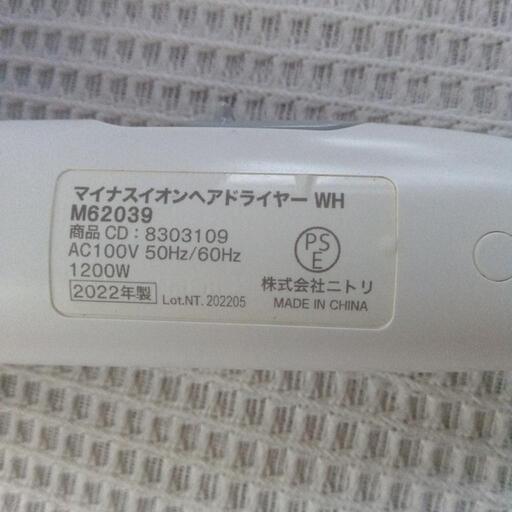 マイナスイオンヘアドライヤー WH
M62039
商品 CD：8303109
AC100V 50Hz/60Hz
1200W
2022年製 Lot.NT. 202205
PSE
株式会社ニトリ
MADE IN CHINA